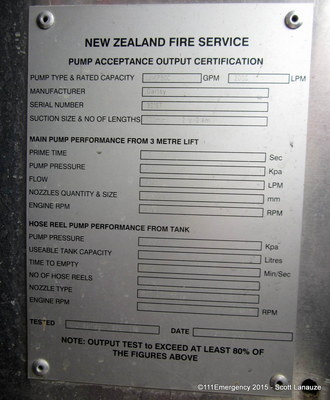 NEW ZEALAND FIRE SERVICE
PUMP ACCEPTANCE OUTPUT CERTIFICATION
PUMP TYPE & RATED CAPACITY GPM LPM
MANUFACTURER
SERIAL NUMBER
SUCTION SIZE & NO OF LENGTHS
MAIN PUMP PERFORMANCE FROM 3 METRE LIFT
PRIME TIME Sec
PUMP PRESSURE Kpa
FLOW LPM
NOZZLES QUANTITY & SIZE mm
ENGINE RPM RPM
HOSE REEL PUMP PERFORMANCE FROM TANK
PUMP PRESSURE Kpa
USEABLE TANK CAPACITY Litres
TIME TO EMPTY Min/Sec
NO OF HOSE REELS
NOZZLE TYPE
ENGINE RPM RPM
TESTED DATE
NOTE: OUTPUT TEST to EXCEED AT LEAST 80% OF
THE FIGURES ABOVE
©111Emergency 2015 - Scott Lanauze